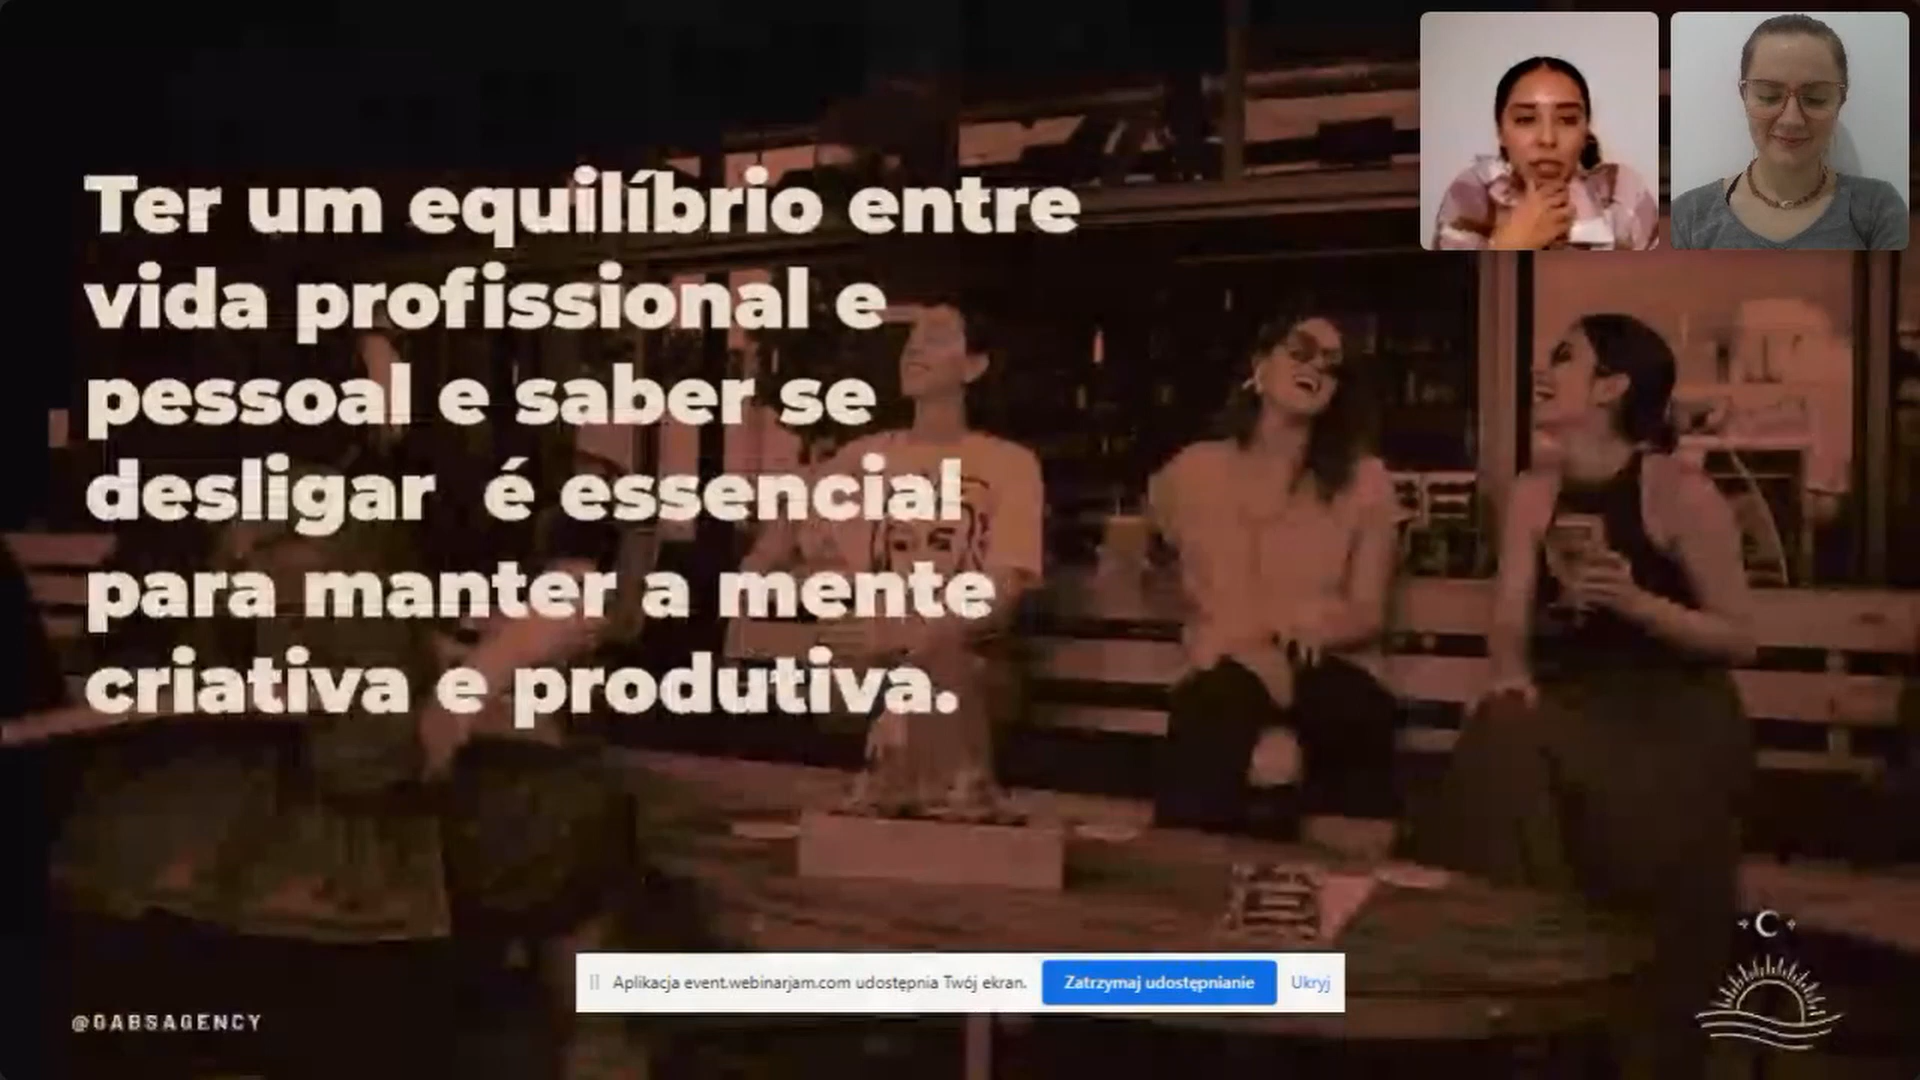 Ter um equilíbrio entre
vida profissional e
pessoal e saber se
desligar é essencial
para manter a mente
criativa e produtiva.
Aplikacja event.webinarjam.com udostępnia Twój ekran.
Zatrzymaj udostępnianie
Ukryj
@GABSAGENCY